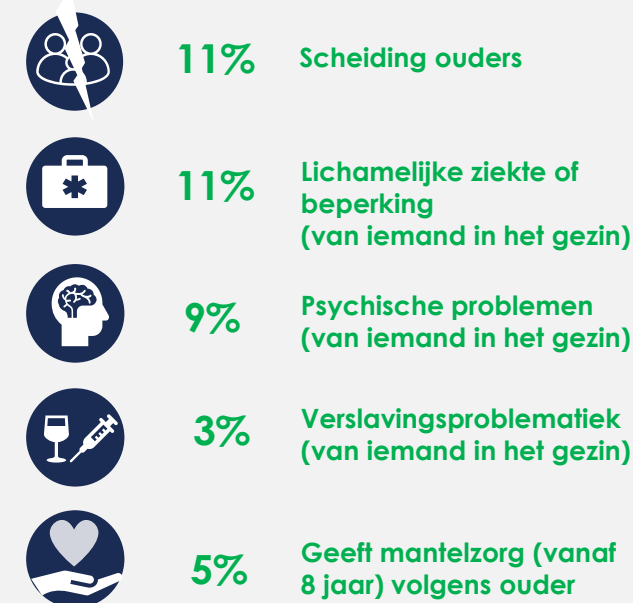 11% Scheiding ouders
11% Lichamelijke ziekte of
beperking
(van iemand in het gezin)
9% Psychische problemen
(van iemand in het gezin)
3% Verslavingsproblematiek
(van iemand in het gezin)
5% Geeft mantelzorg (vanaf
8 jaar) volgens ouder